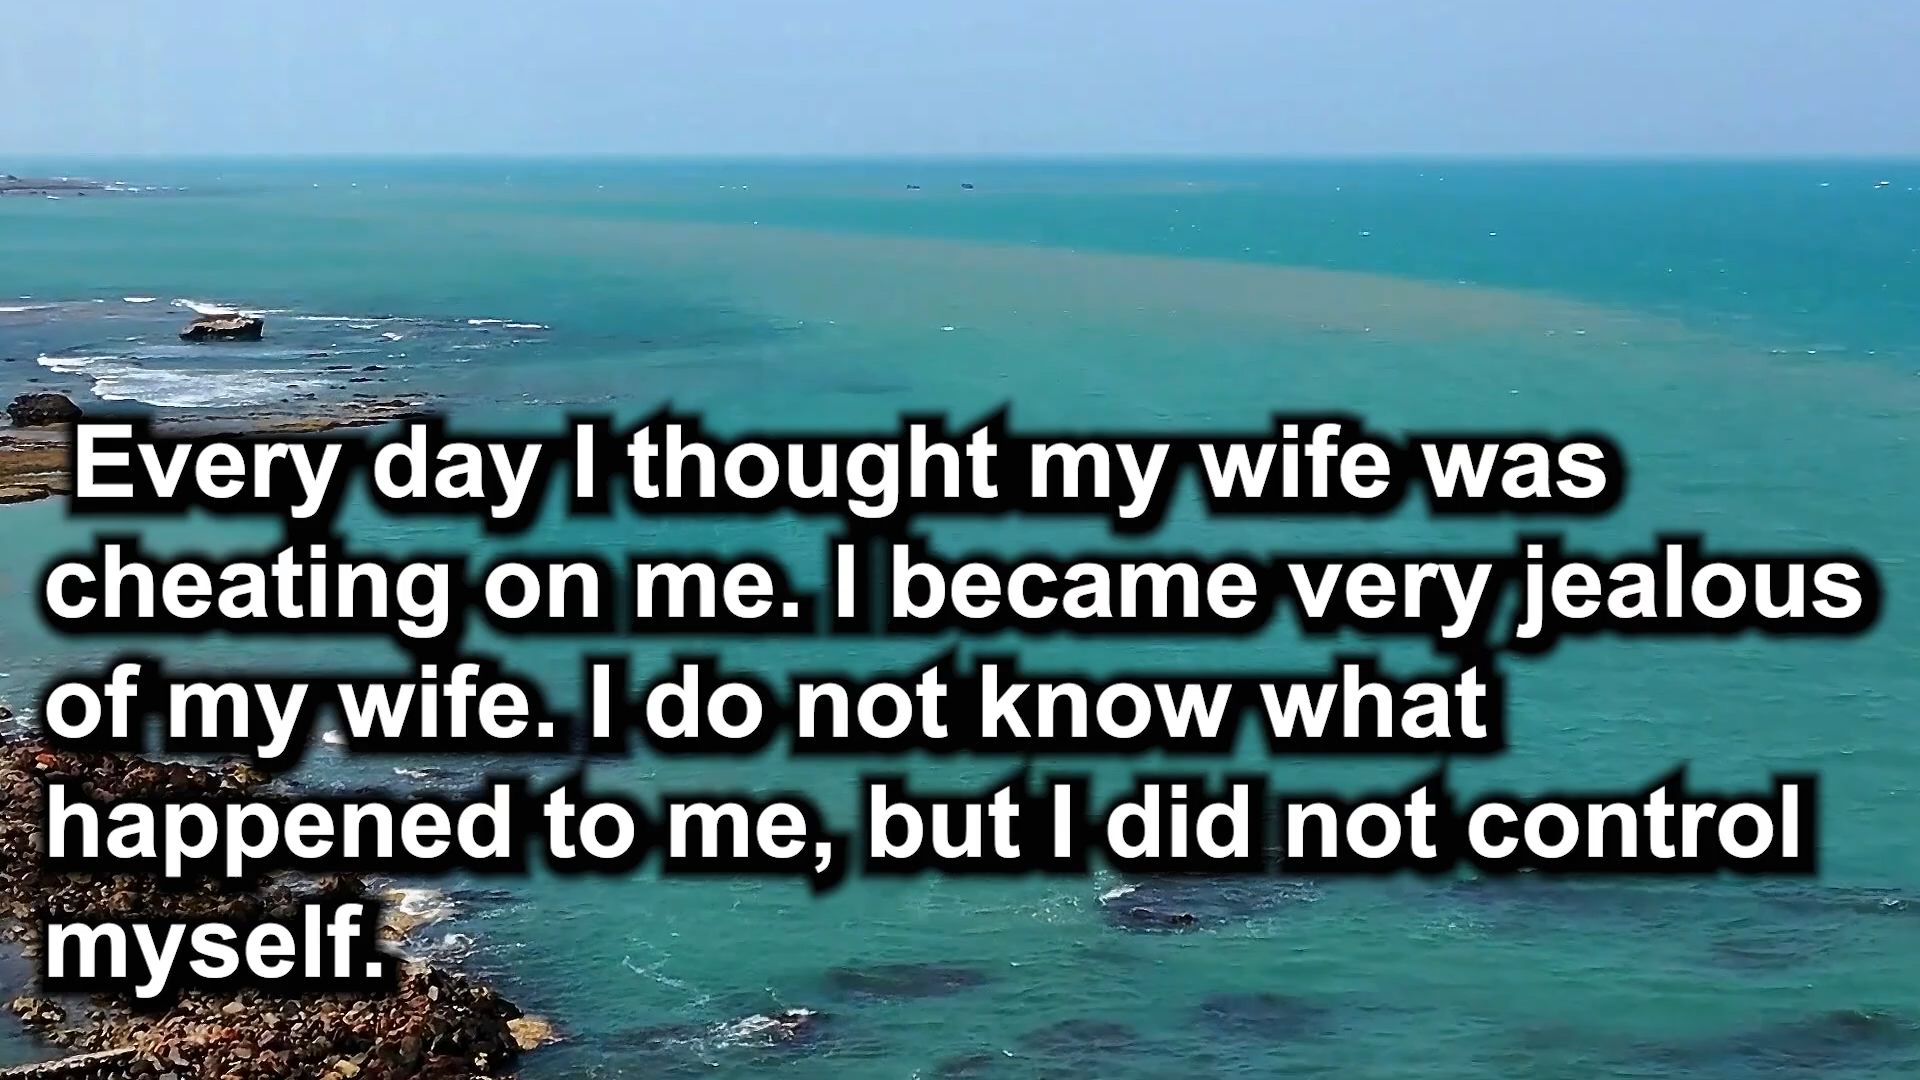 Every day I thought my wife was
cheating on me. I became very jealous
of my wife. I do not know what
happened to me, but I did not control
myself.